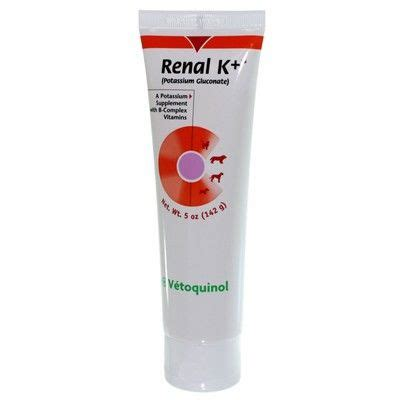 Renal K+
(Potassium Gluconate)
A Potassium
Supplement
with B-Complex
Vitamins
Net. Wt. 5 oz (142 g)
Vétoquinol